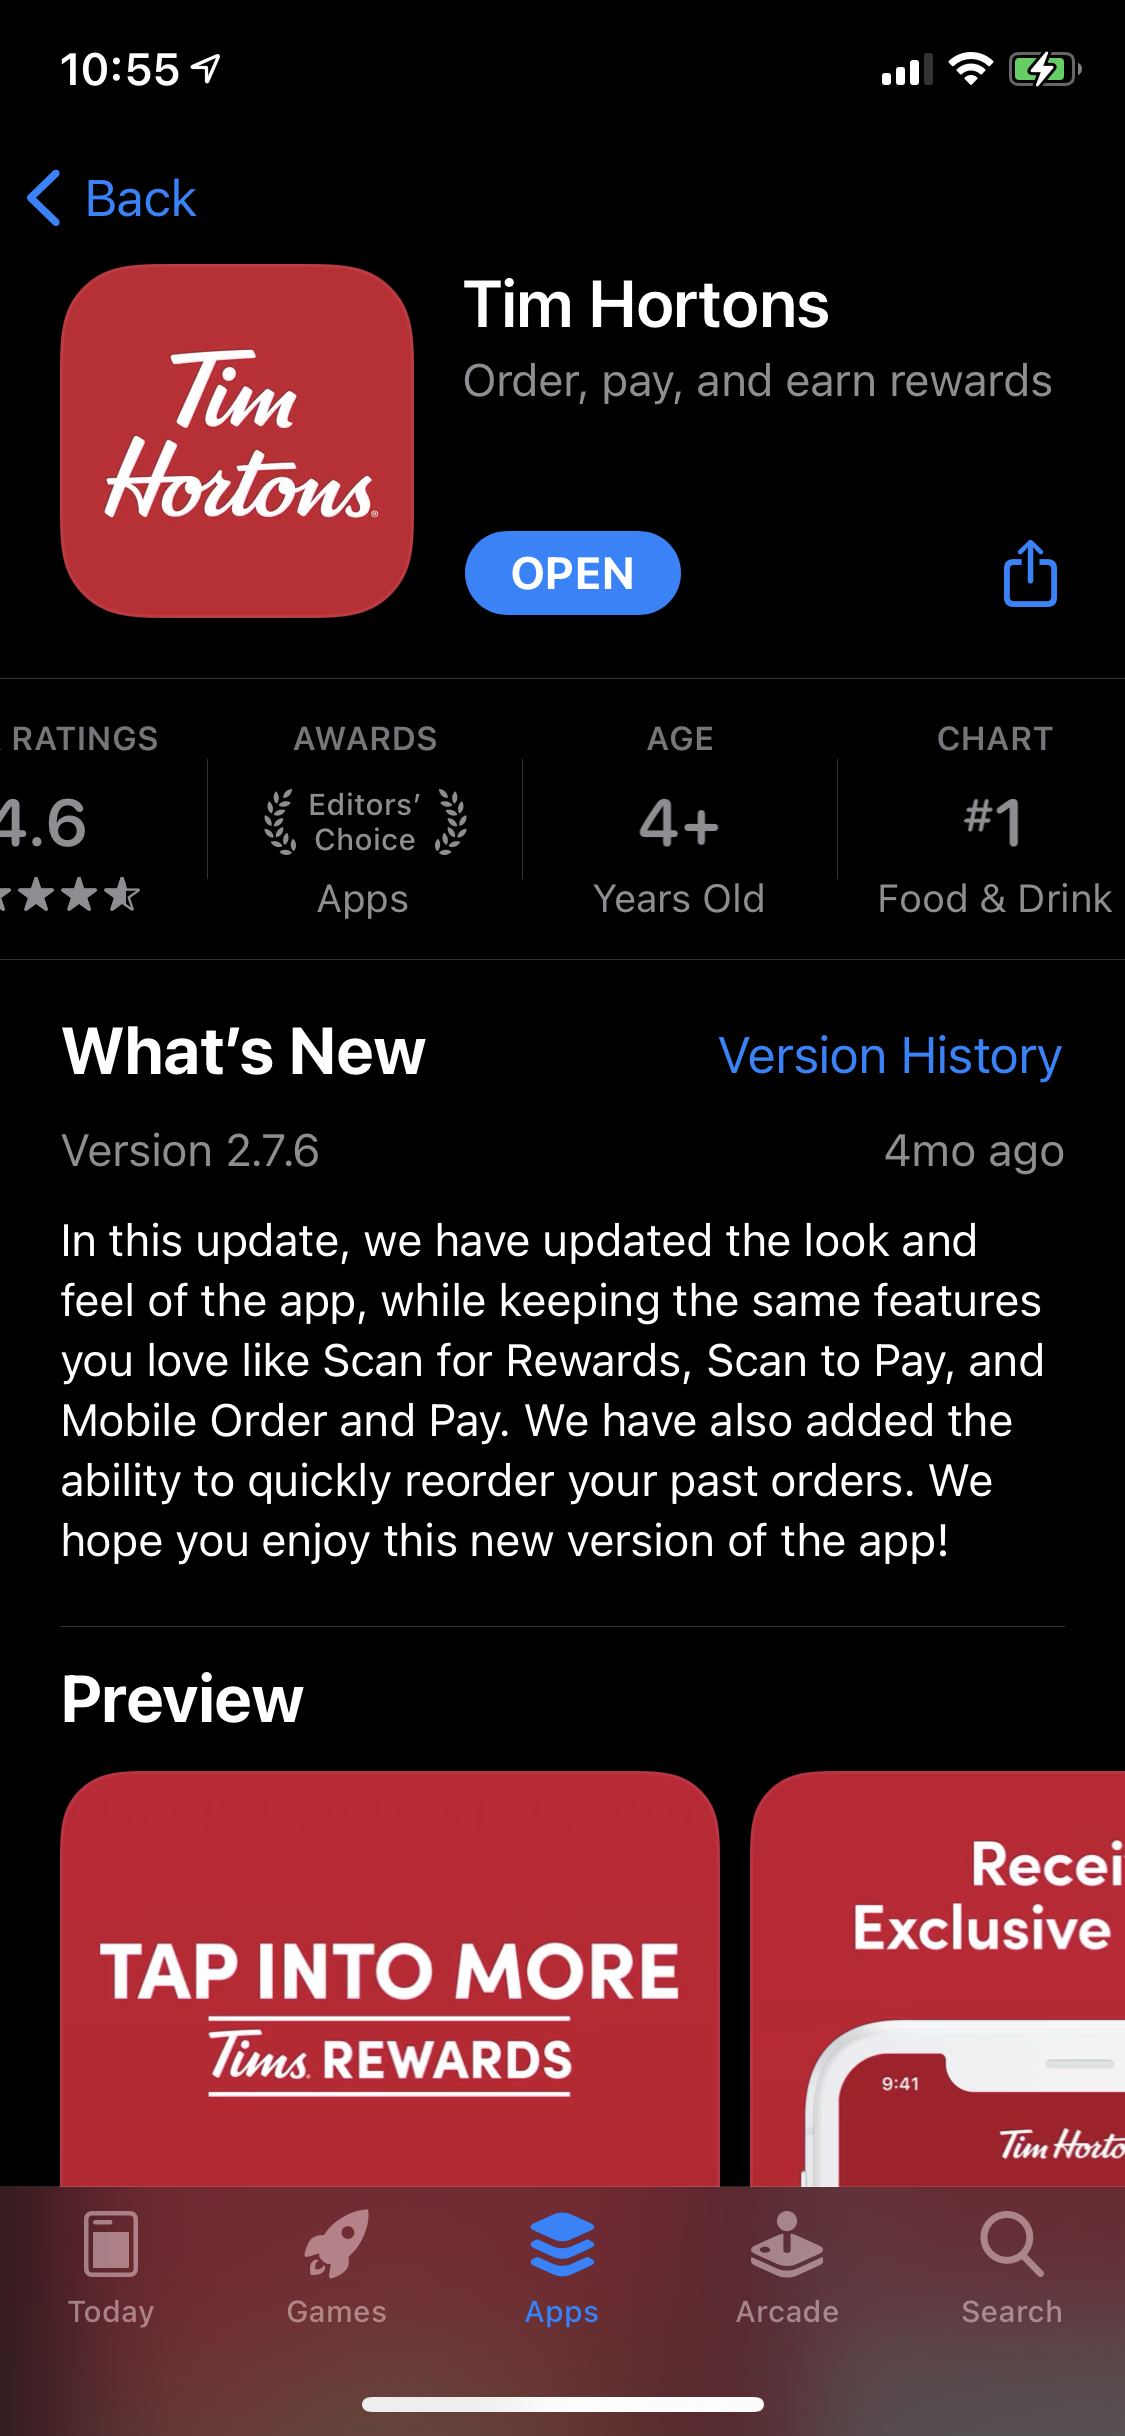 10:55
Back
Tim
Hortons
Tim Hortons
Order, pay, and earn rewards
OPEN
RATINGS
AWARDS
AGE
CHART
4.6
Editors’
Choice
4+
#1
Apps
Years Old
Food & Drink
What’s New
Version History
Version 2.7.6
4mo ago
In this update, we have updated the look and
feel of the app, while keeping the same features
you love like Scan for Rewards, Scan to Pay, and
Mobile Order and Pay. We have also added the
ability to quickly reorder your past orders. We
hope you enjoy this new version of the app!
Preview
TAP INTO MORE
Tims REWARDS
Recei
Exclusive
9:41
Tim Horto
Today
Games
Apps
Arcade
Search